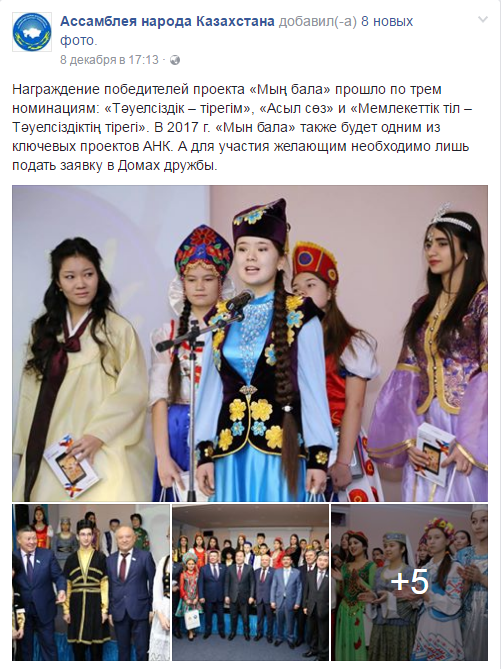 Ассамблея народа Казахстана добавил(-а) 8 новых
фото.
8 декабря в 17:13 ·
Награждение победителей проекта «Мың бала» прошло по трем
номинациям: «Тәуелсіздік – тірегім», «Асыл сөз» и «Мемлекеттік тіл –
Тәуелсіздіктің тірегі». В 2017 г. «Мын бала» также будет одним из
ключевых проектов АНК. А для участия желающим необходимо лишь
подать заявку в Домах дружбы.
+5